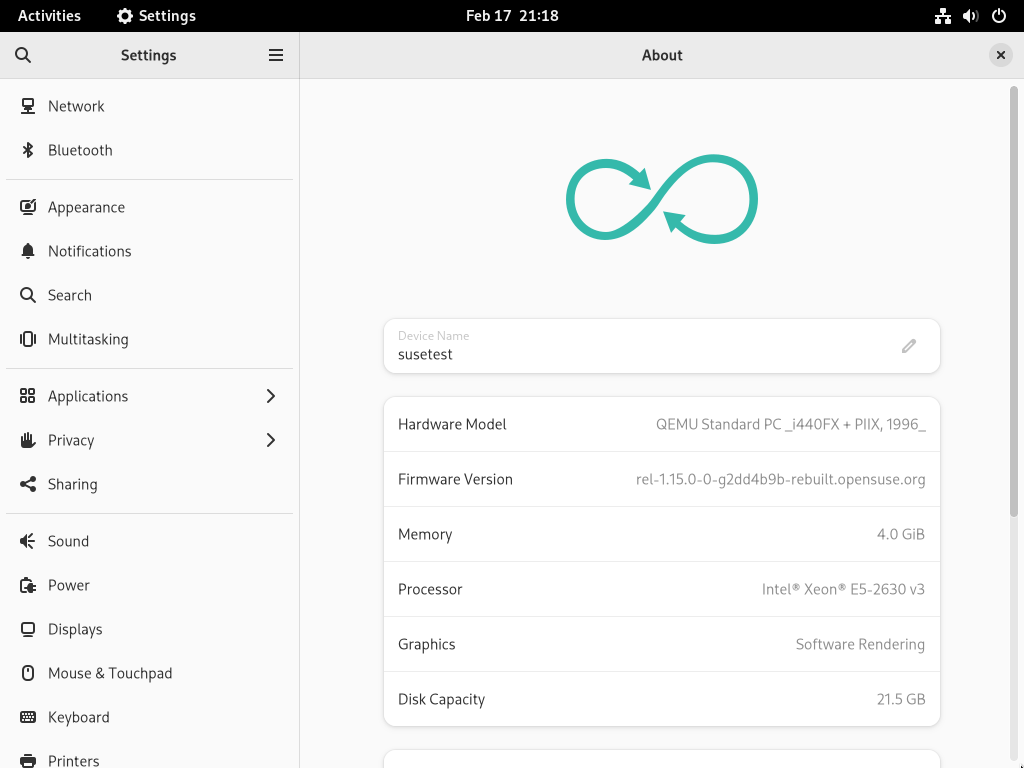 Activities Settings Feb 17 21:18
Settings About
Network
Bluetooth
Appearance
Notifications
Search
Multitasking
Applications
Privacy
Sharing
Sound
Power
Displays
Mouse & Touchpad
Keyboard
Printers
Device Name
susetest
Hardware Model QEMU Standard PC _i440FX + PIIX, 1996_
Firmware Version rel-1.15.0-0-g2dd4b9b-rebuilt.opensuse.org
Memory 4.0 GiB
Processor Intel® Xeon® E5-2630 v3
Graphics Software Rendering
Disk Capacity 21.5 GB